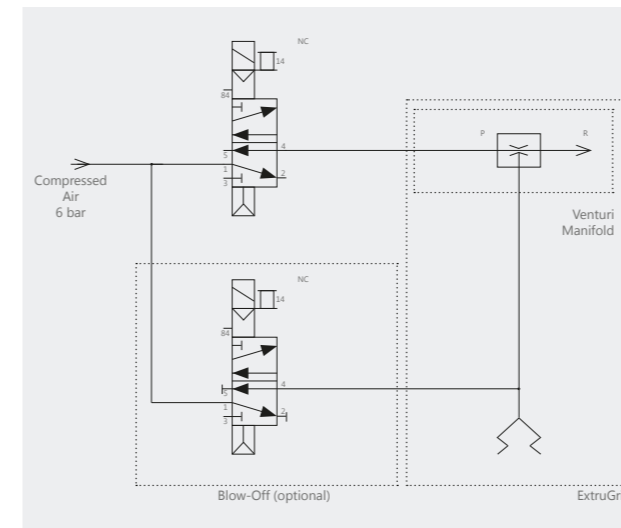 NC
14
84
5
4
1
2
3
P
R
Compressed
Air
6 bar
Venturi
Manifold
NC
14
84
5
4
1
2
3
Blow-Off (optional)
ExtruGr